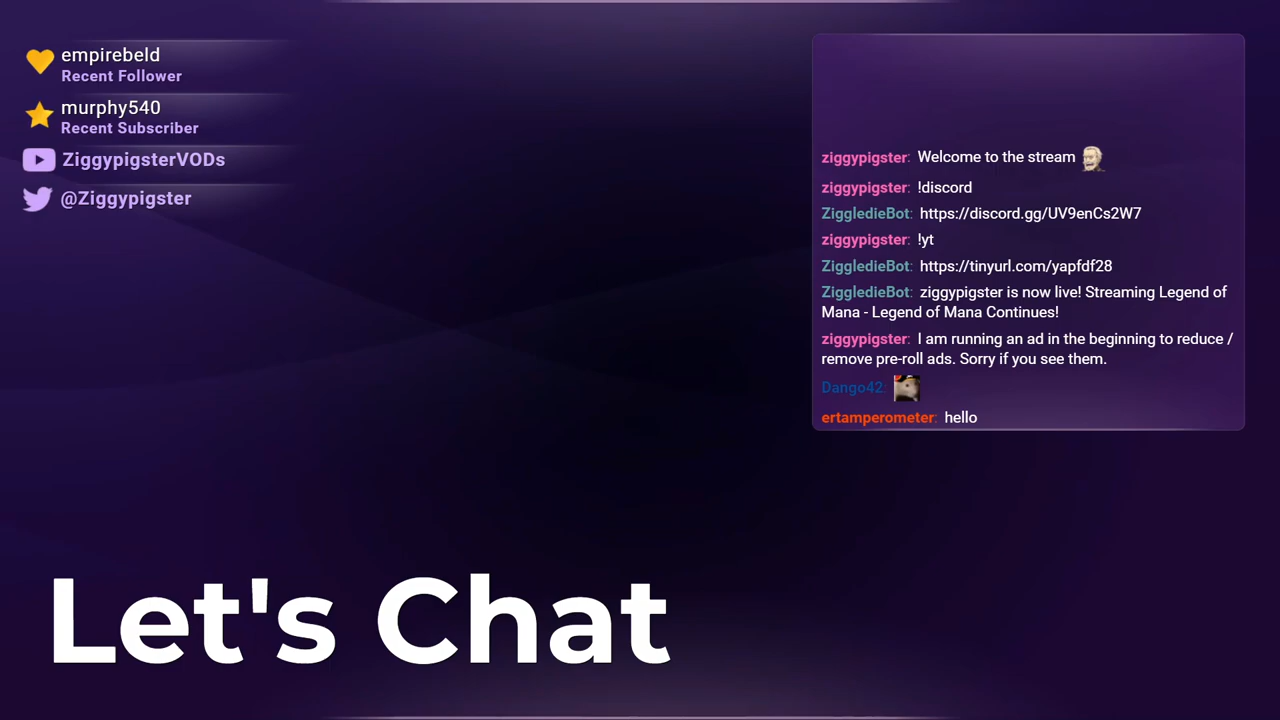 empirebeld
Recent Follower
murphy540
Recent Subscriber
ZiggypigsterVODs
@Ziggypigster
ziggypigster: Welcome to the stream
ziggypigster: !discord
ZiggledieBot: https://discord.gg/UV9enCs2W7
ziggypigster: !yt
ZiggledieBot: https://tinyurl.com/yapfdf28
ZiggledieBot: ziggypigster is now live! Streaming Legend of
Mana - Legend of Mana Continues!
ziggypigster: I am running an ad in the beginning to reduce /
remove pre-roll ads. Sorry if you see them.
Dango42:
ertamperometer: hello
Let's Chat